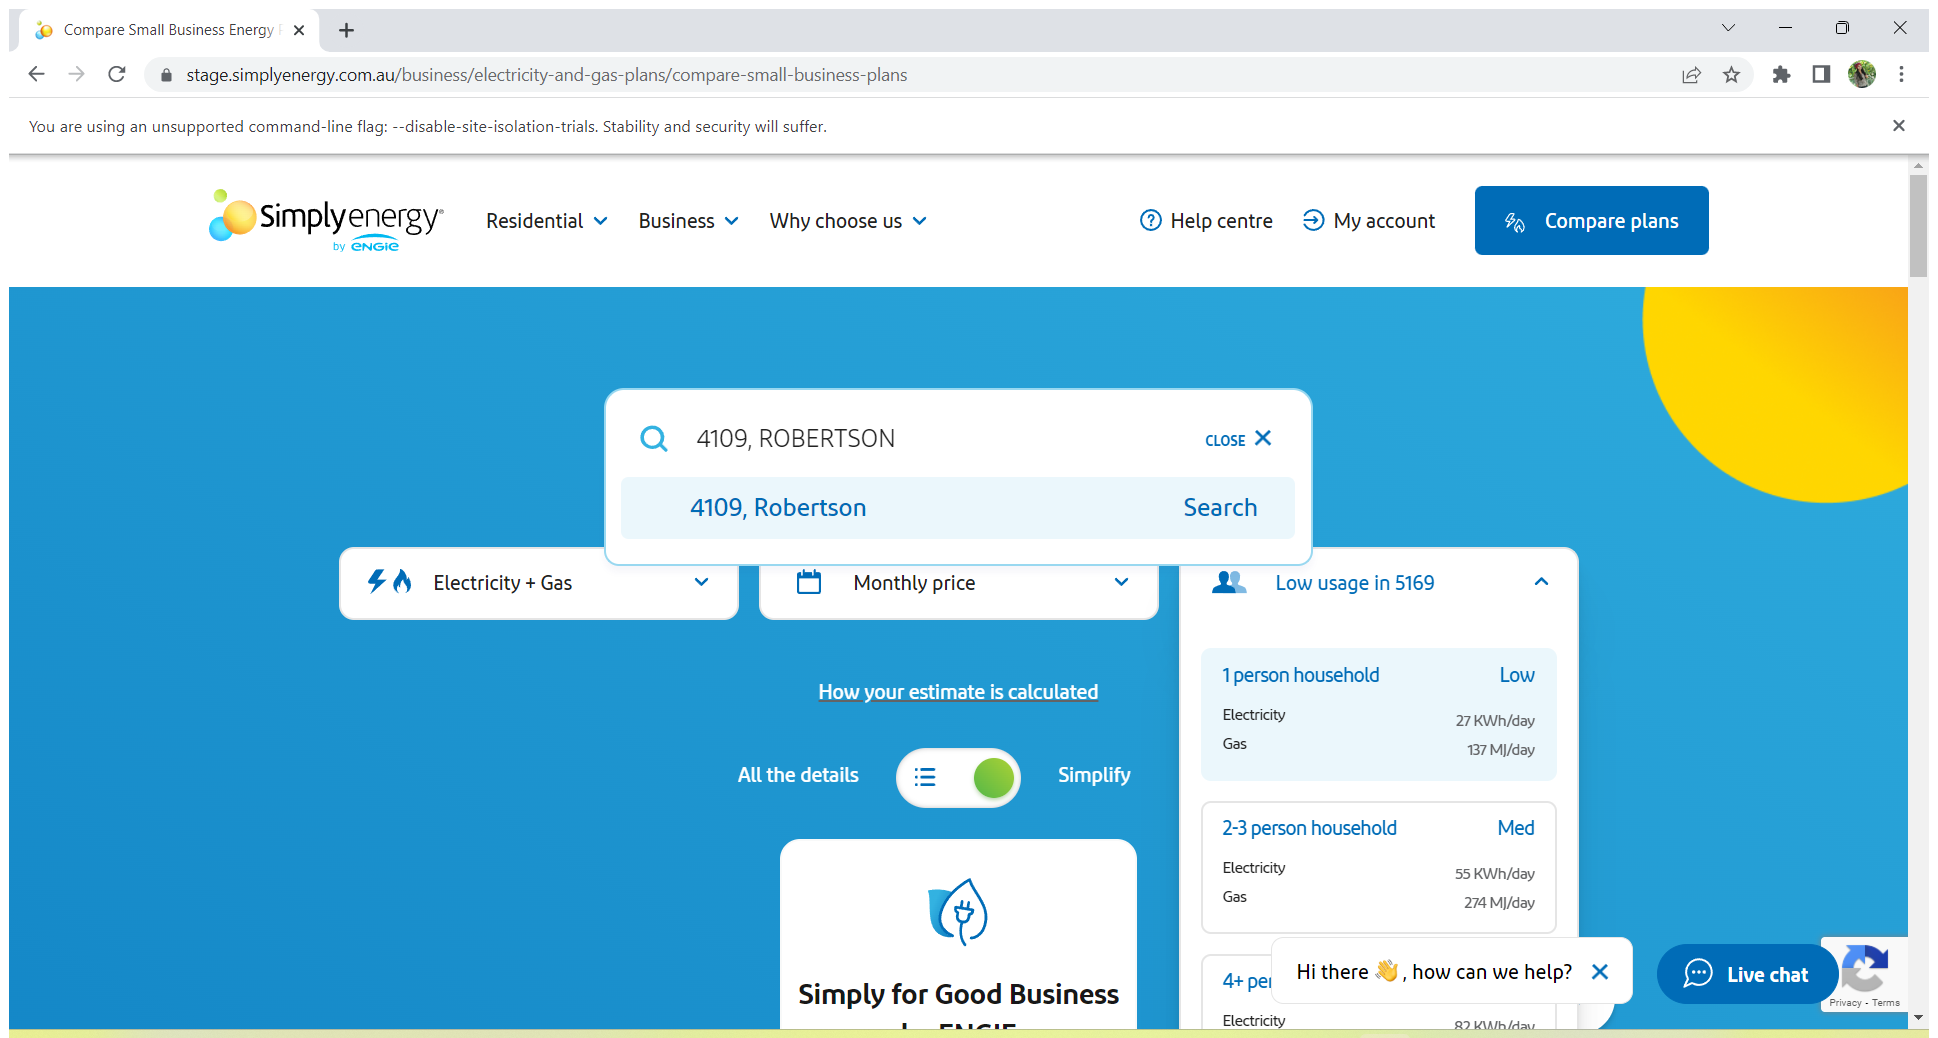 Compare Small Business Energy
stage.simplyenergy.com.au/business/electricity-and-gas-plans/compare-small-business-plans
You are using an unsupported command-line flag: --disable-site-isolation-trials. Stability and security will suffer.
Simplyenergy
by ENGIE
Residential
Business
Why choose us
Help centre
My account
Compare plans
4109, ROBERTSON
CLOSE
4109, Robertson
Search
Electricity + Gas
Monthly price
Low usage in 5169
How your estimate is calculated
All the details
Simplify
1 person household
Low
Electricity
27 KWh/day
Gas
137 MJ/day
2-3 person household
Med
Electricity
55 KWh/day
Gas
274 MJ/day
4+ pe
Electricity
82 KWh/day
Simply for Good Business
by ENGIE
Hi there 👋, how can we help?
Live chat
Privacy - Terms